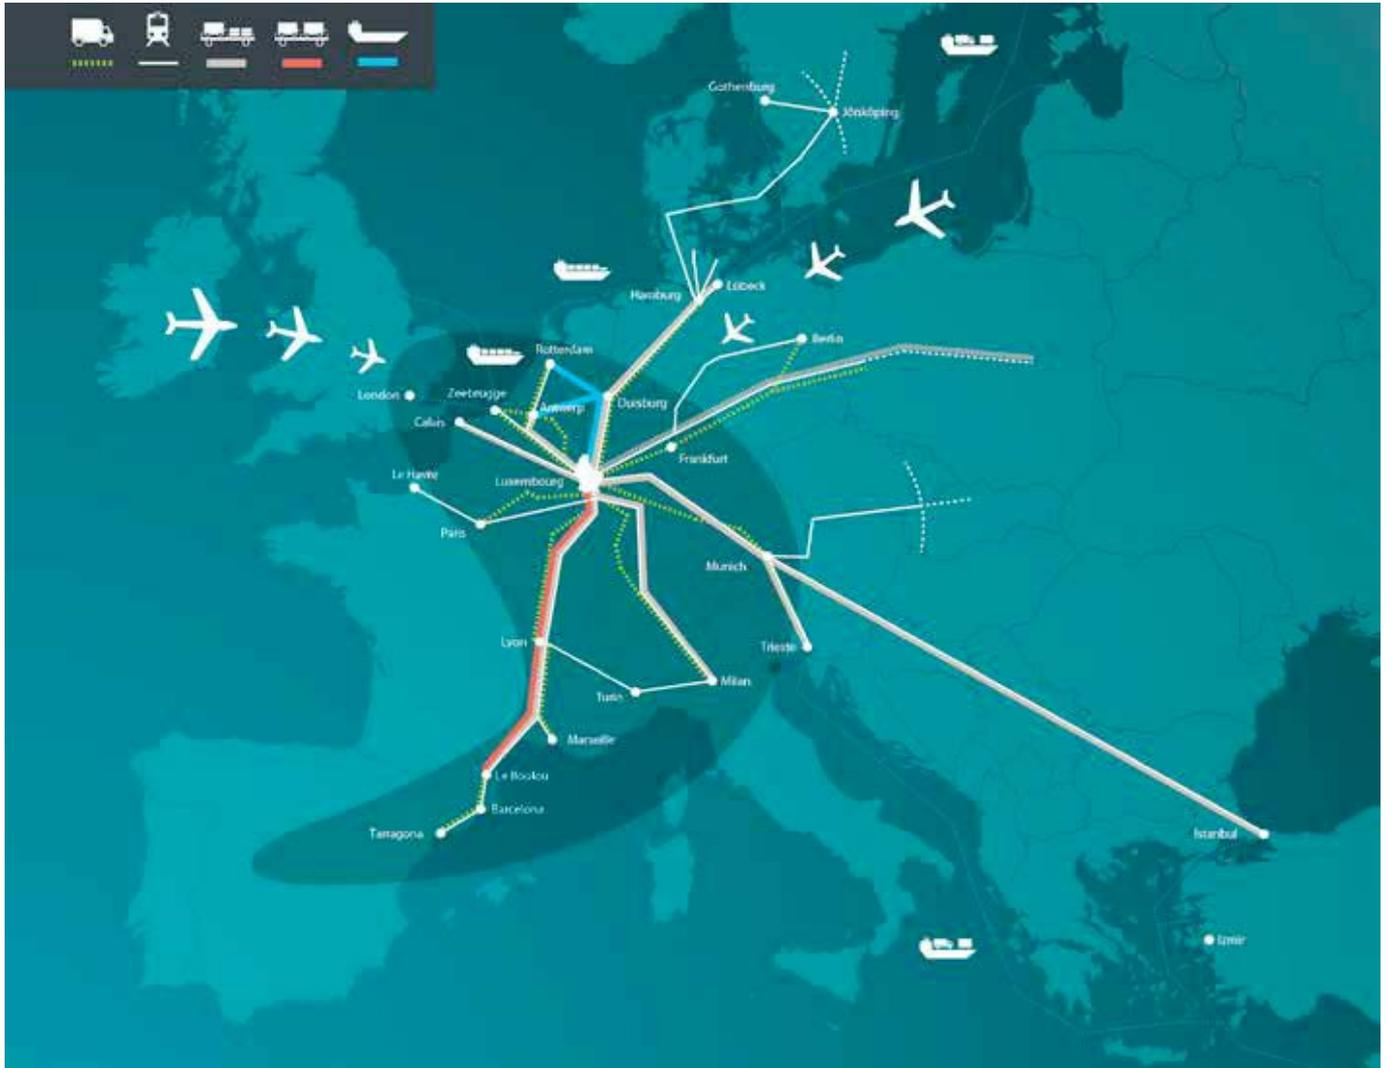 Gothenburg
Jönköping
Hamburg
Lübeck
Berlin
Rotterdam
London
Zeebrugge
Antwerp
Duisburg
Calais
Frankfurt
Le Havre
Luxembourg
Paris
Munich
Lyon
Trieste
Turin
Milan
Marseille
Le Boulou
Barcelona
Tarragona
Istanbul
Izmir